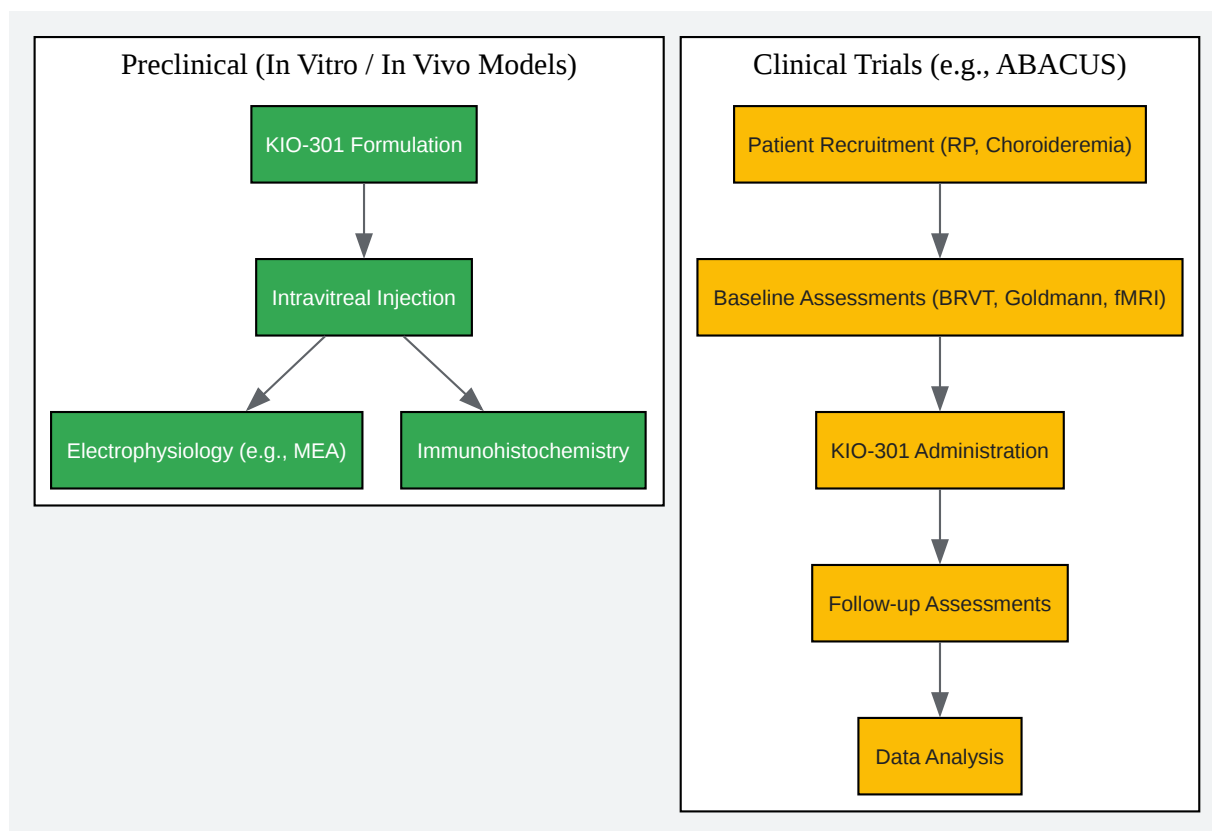 Preclinical (In Vitro / In Vivo Models)
KIO-301 Formulation
Intravitreal Injection
Electrophysiology (e.g., MEA)
Immunohistochemistry
Clinical Trials (e.g., ABACUS)
Patient Recruitment (RP, Choroideremia)
Baseline Assessments (BRVT, Goldmann, fMRI)
KIO-301 Administration
Follow-up Assessments
Data Analysis